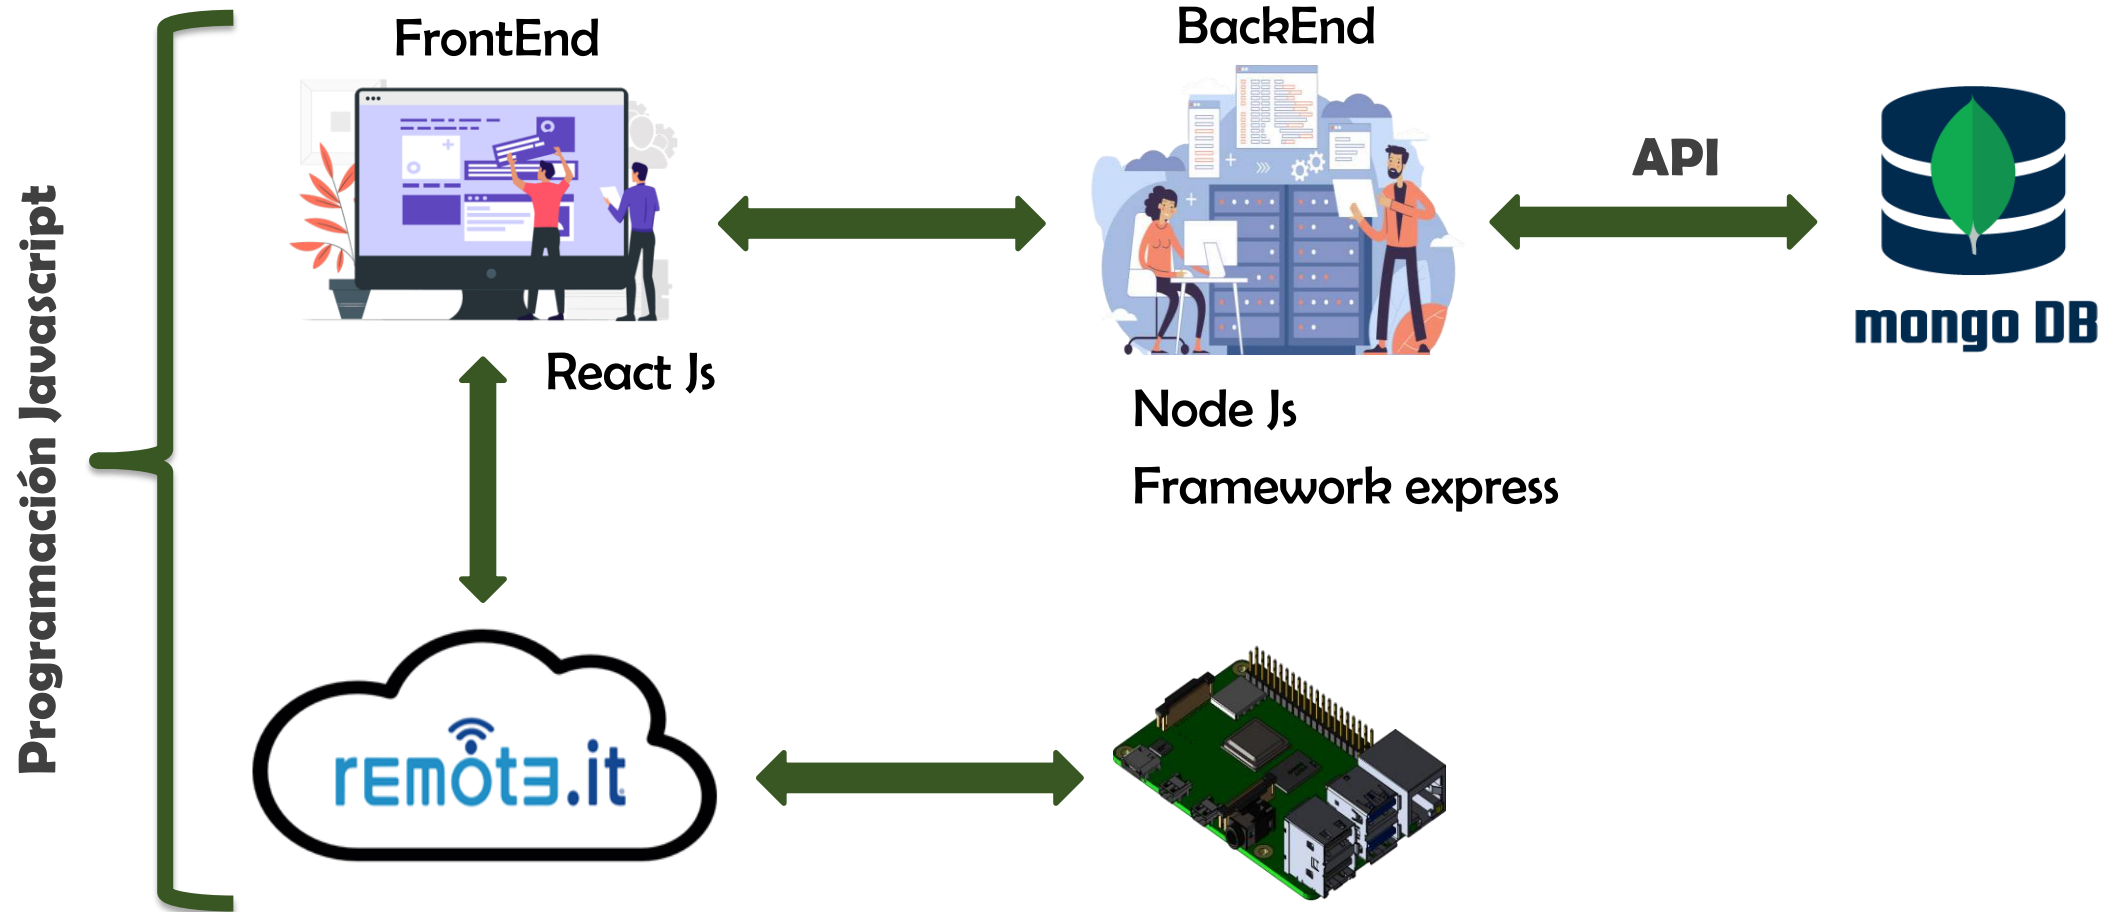 Programación Javascript
FrontEnd
BackEnd
API
mongo DB
React Js
Node Js
Framework express
remot3.it